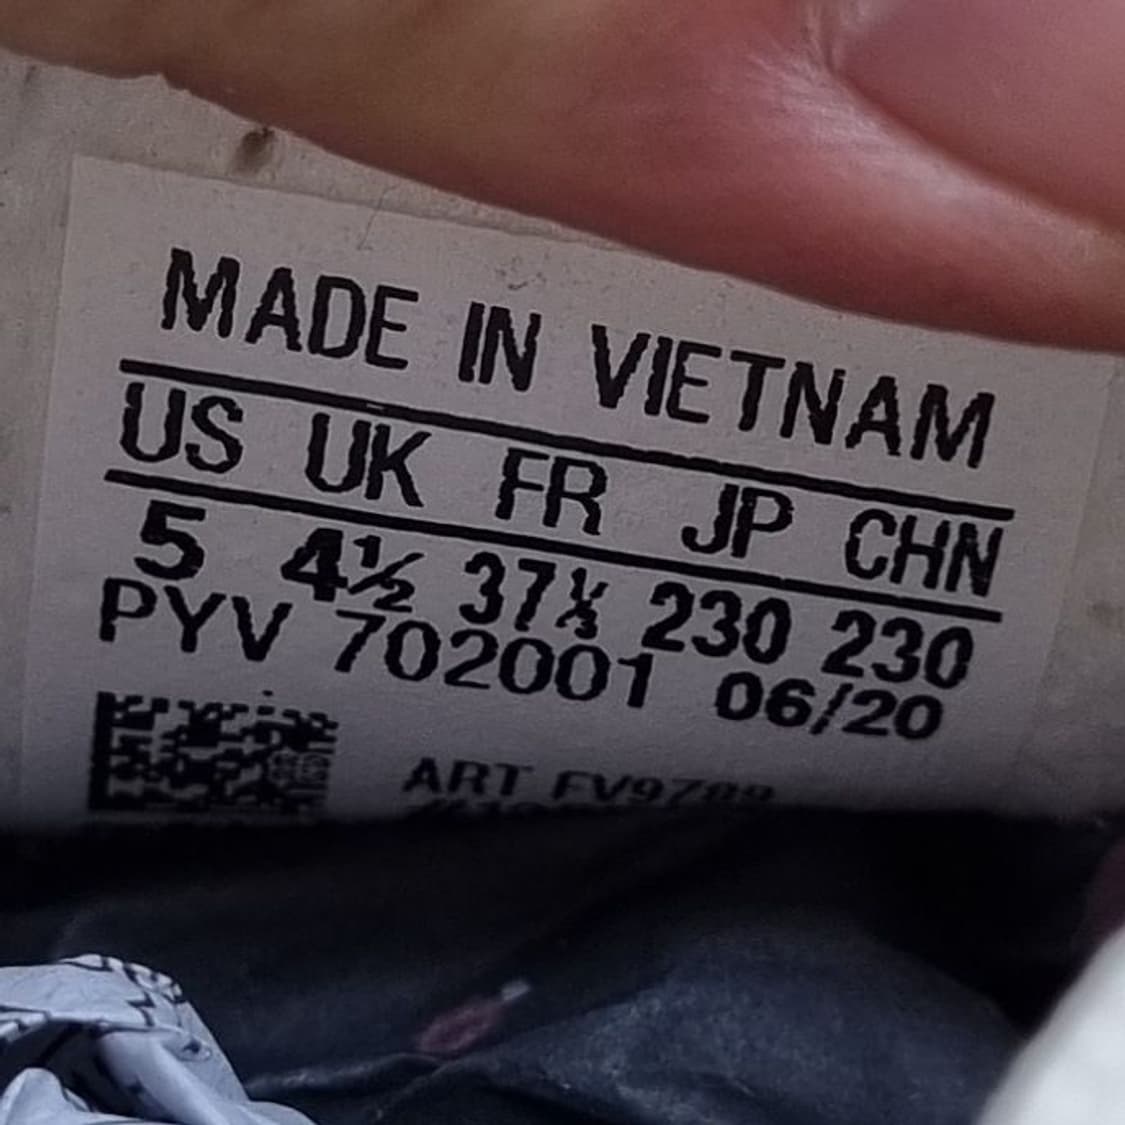 MADE IN VIETNAM
US UK FR JP CHN
5 4½ 37⅓ 230 230
PYV 702001 06/20
ART